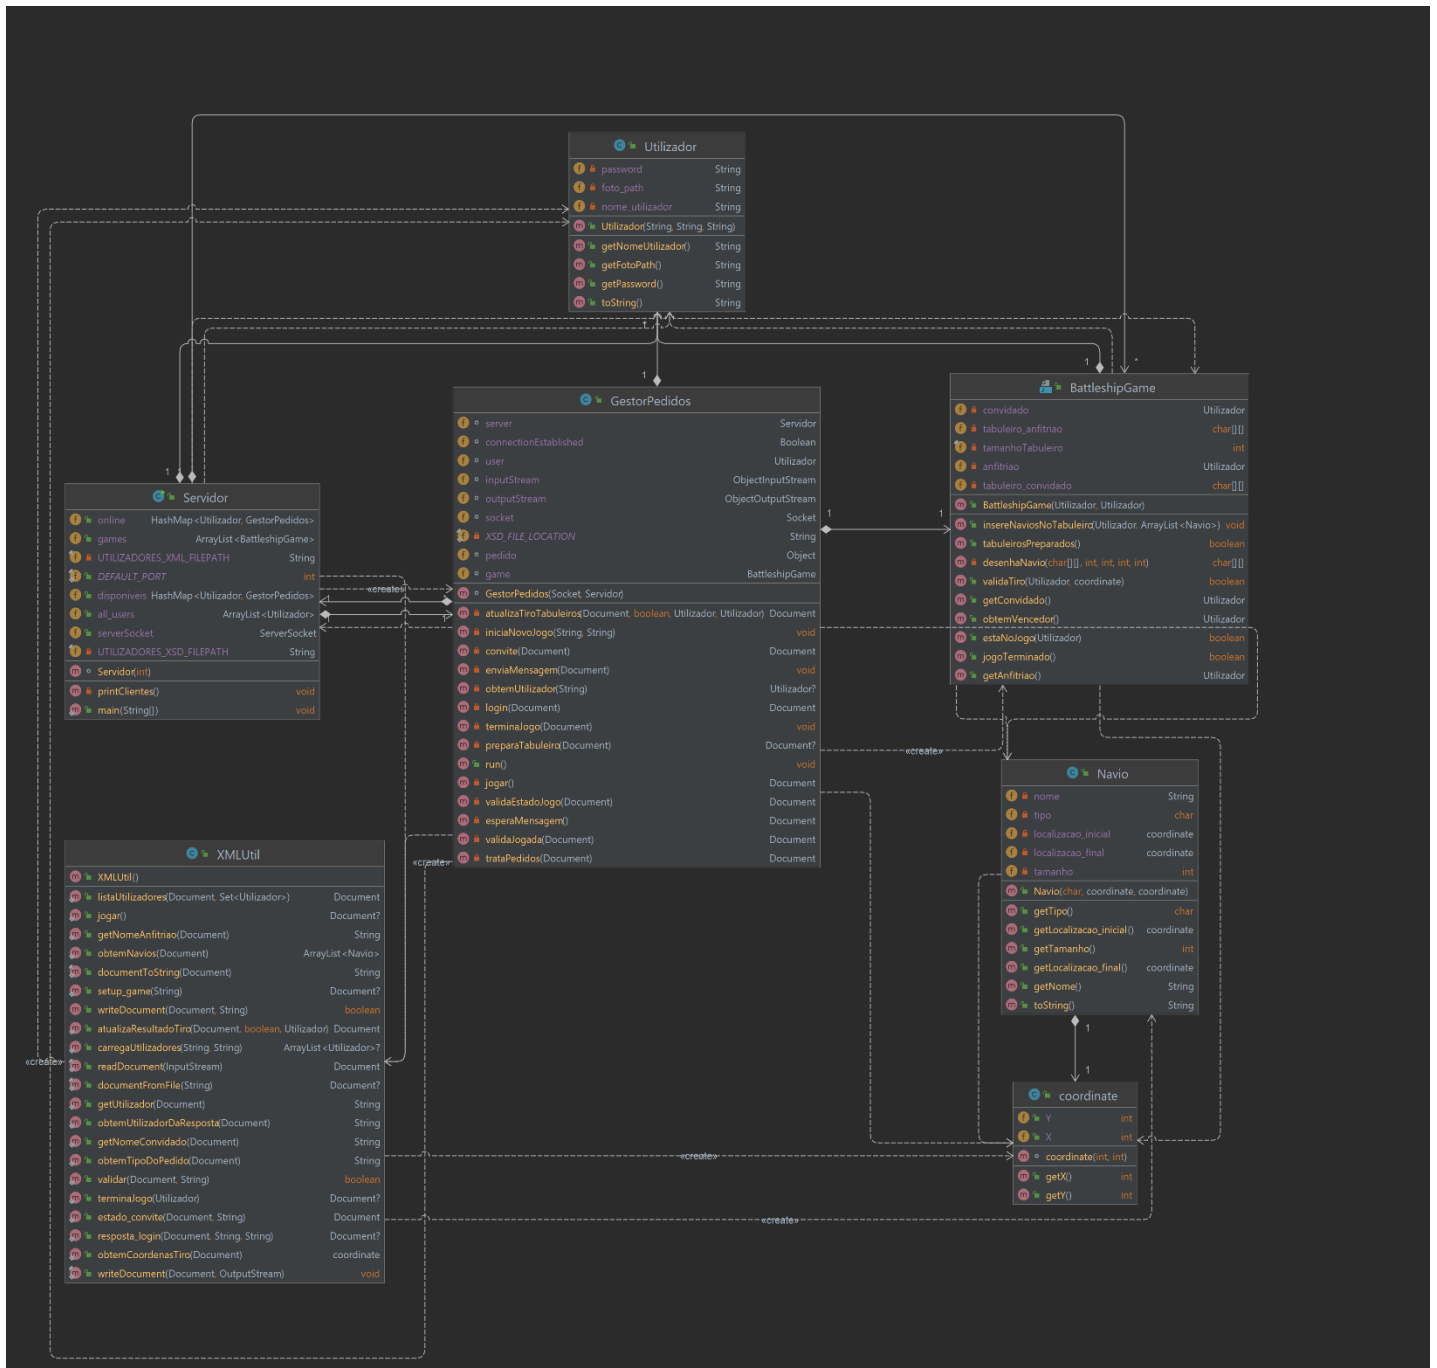 Utilizador
password String
foto_path String
nome_utilizador String
Utilizador(String, String, String)
getNomeUtilizador() String
getFotoPath() String
getPassword() String
toString() String
*
1
1
*
GestorPedidos
server Servidor
connectionEstablished Boolean
user Utilizador
inputStream ObjectInputStream
outputStream ObjectOutputStream
socket Socket
XSD_FILE_LOCATION String
pedido Object
game BattleshipGame
GestorPedidos(Socket, Servidor)
atualizaTiroTabuleiros(Document, boolean, Utilizador, Utilizador) Document
iniciaNovoJogo(String, String) void
convite(Document) Document
enviaMensagem(Document) void
obtemUtilizador(String) Utilizador?
login(Document) Document
terminaJogo(Document) void
preparaTabuleiro(Document) Document?
run() void
jogar() Document
validaEstadoJogo(Document) Document
esperaMensagem() Document
validaJogada(Document) Document
trataPedidos(Document) Document
BattleshipGame
convidado Utilizador
tabuleiro_anfitriao char[][]
tamanhoTabuleiro int
anfitriao Utilizador
tabuleiro_convidado char[][]
BattleshipGame(Utilizador, Utilizador)
insereNaviosNoTabuleiro(Utilizador, ArrayList<Navio>) void
tabuleirosPreparados() boolean
desenhaNavio(char[][], int, int, int, int) char[][]
validaTiro(Utilizador, coordinate) boolean
getConvidado() Utilizador
obtemVencedor() Utilizador
estaNoJogo(Utilizador) boolean
jogoTerminado() boolean
getAnfitriao() Utilizador
1
1
1
Servidor
online HashMap<Utilizador, GestorPedidos>
games ArrayList<BattleshipGame>
UTILIZADORES_XML_FILEPATH String
DEFAULT_PORT int
disponiveis HashMap<Utilizador, GestorPedidos>
all_users ArrayList<Utilizador>
serverSocket ServerSocket
UTILIZADORES_XSD_FILEPATH String
Servidor(int)
printClientes() void
main(String[]) void
«create»
1
1
1
«create»
«create»
Navio
nome String
tipo char
localizacao_inicial coordinate
localizacao_final coordinate
tamanho int
Navio(char, coordinate, coordinate)
getTipo() char
getLocalizacao_inicial() coordinate
getTamanho() int
getLocalizacao_final() coordinate
getNome() String
toString() String
1
1
XMLUtil
XMLUtil()
listaUtilizadores(Document, Set<Utilizador>) Document
jogar() Document?
getNomeAnfitriao(Document) String
obtemNavios(Document) ArrayList<Navio>
documentToString(Document) String
setup_game(String) Document?
writeDocument(Document, String) boolean
atualizaResultadoTiro(Document, boolean, Utilizador) Document
carregaUtilizadores(String, String) ArrayList<Utilizador>?
readDocument(InputStream) Document
documentFromFile(String) Document?
getUtilizador(Document) String
obtemUtilizadorDaResposta(Document) String
getNomeConvidado(Document) String
obtemTipoDoPedido(Document) String
validar(Document, String) boolean
terminaJogo(Utilizador) Document?
estado_convite(Document, String) Document
resposta_login(Document, String, String) Document?
obtemCoordenasTiro(Document) coordinate
writeDocument(Document, OutputStream) void
«create»
coordinate
Y int
X int
coordinate(int, int)
getX() int
getY() int
«create»
«create»